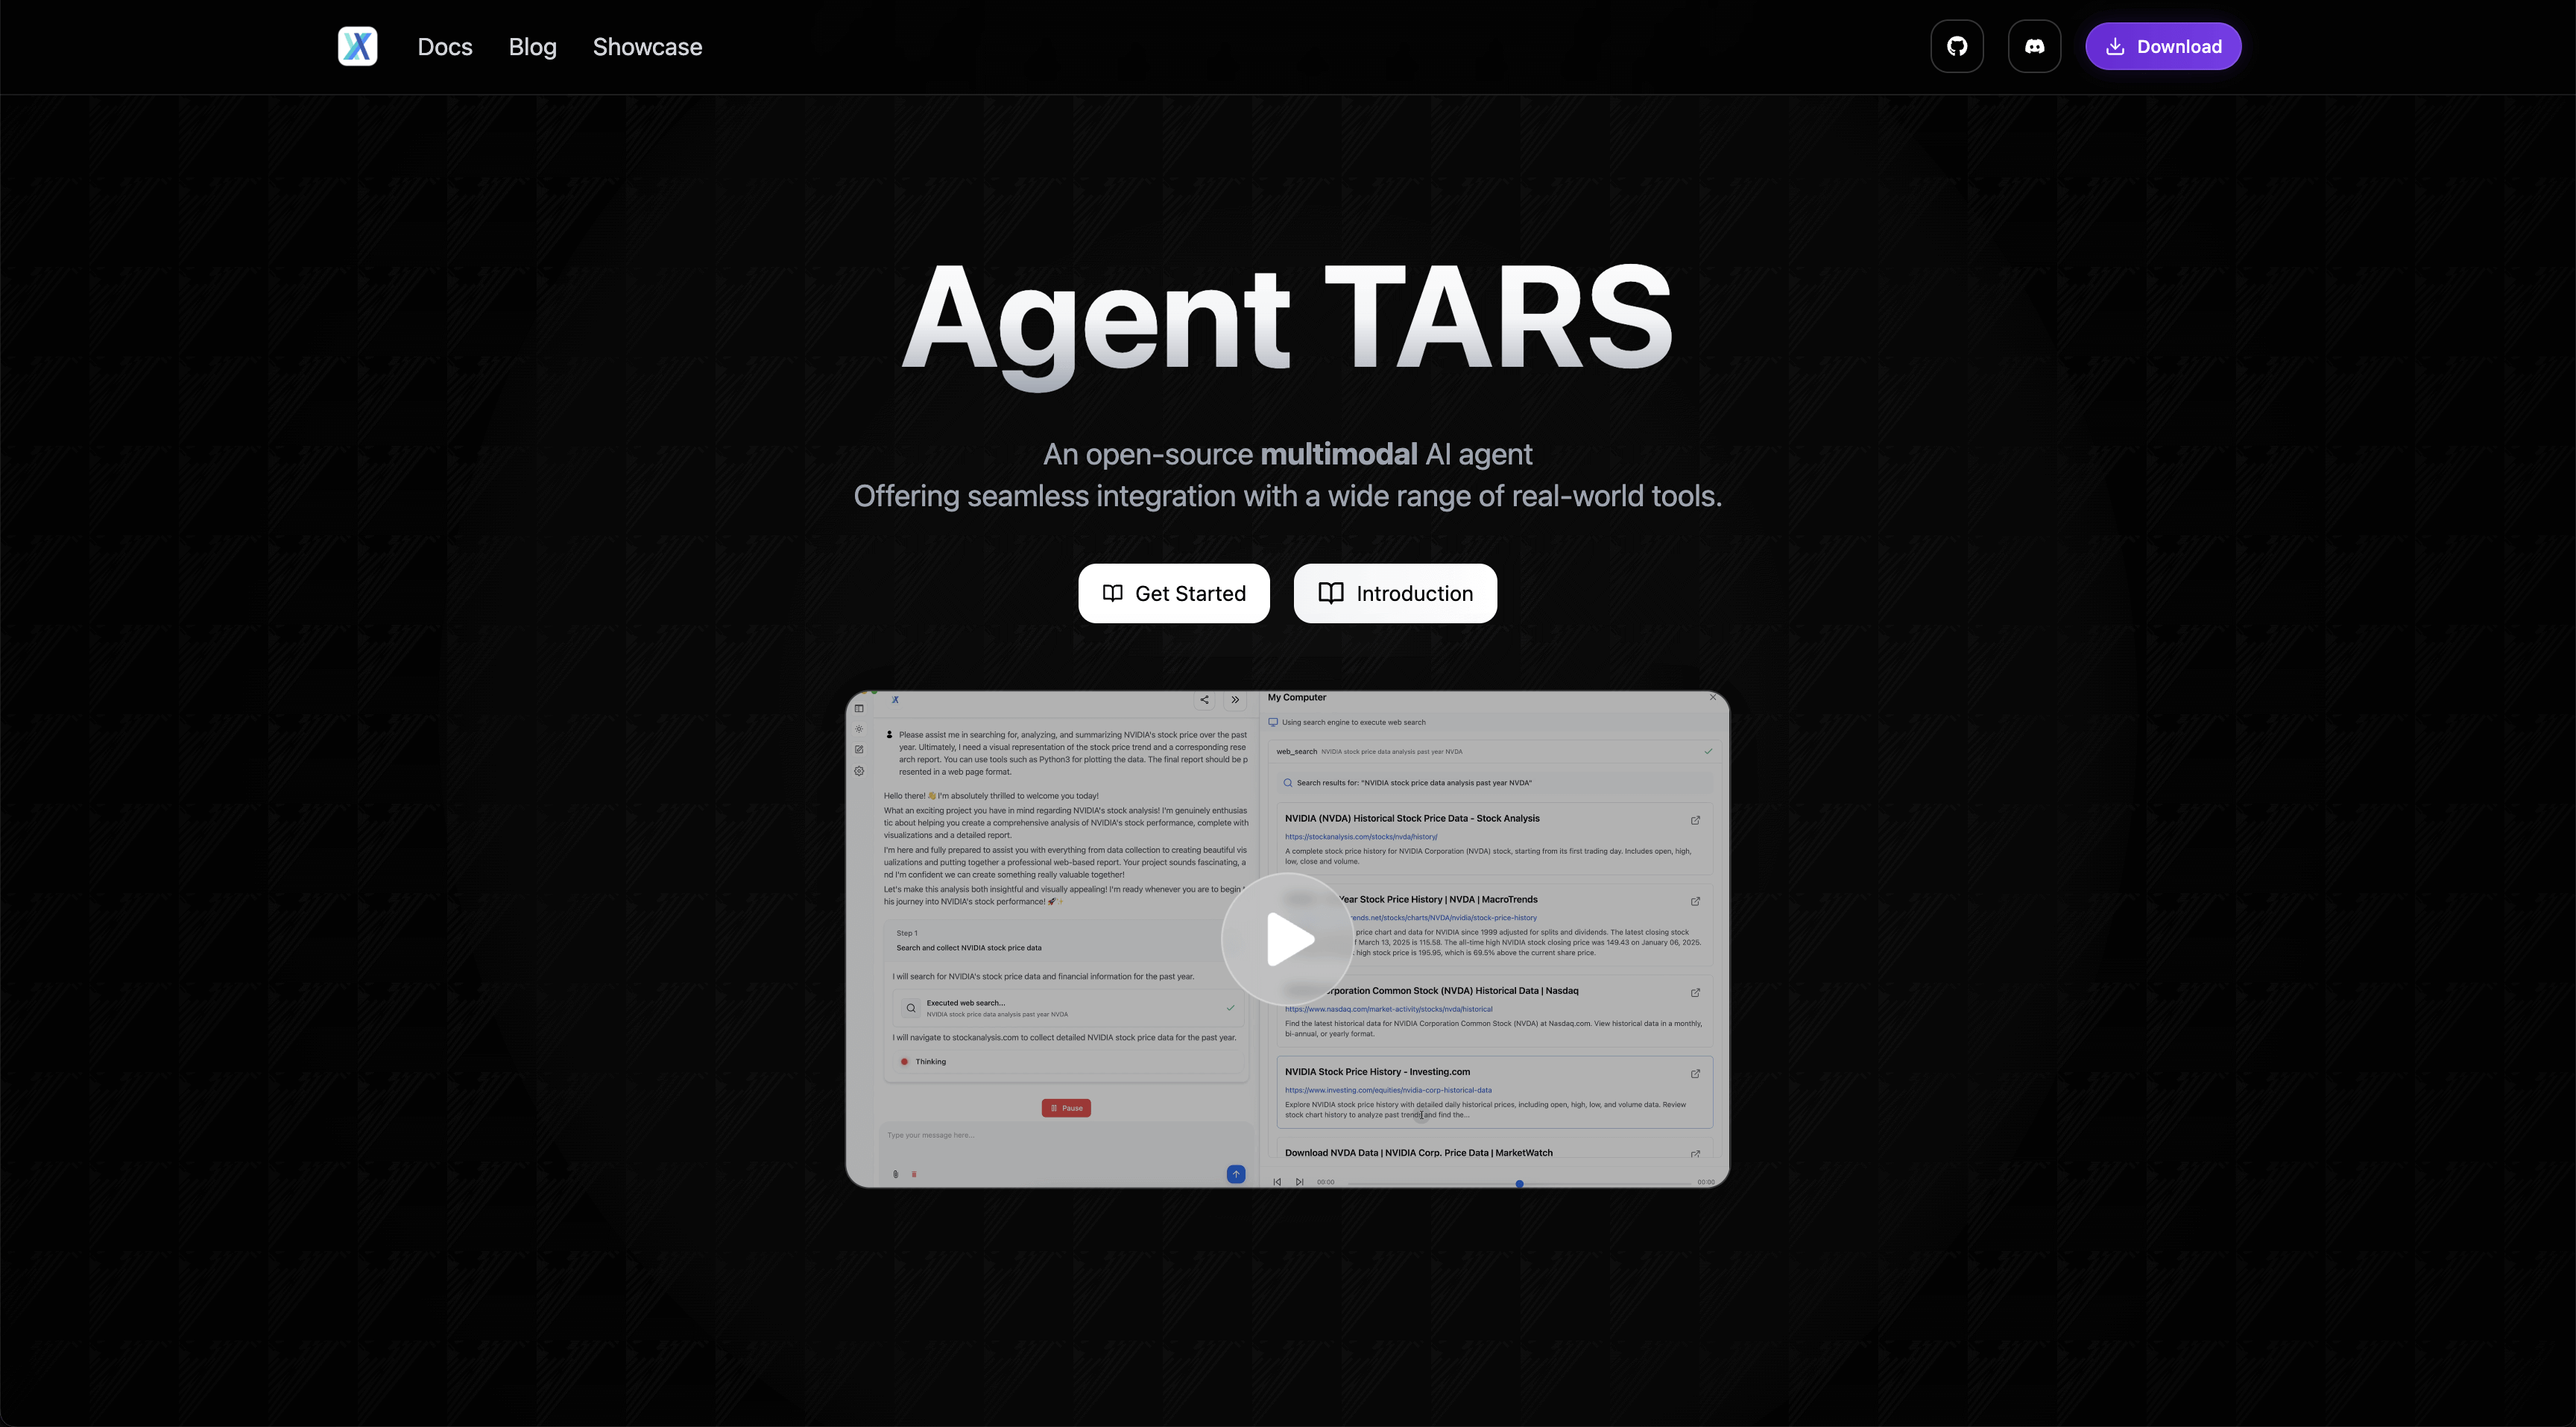 Docs
Blog
Showcase
Download
Agent TARS
An open-source multimodal AI agent
Offering seamless integration with a wide range of real-world tools.
Get Started
Introduction
Please assist me in searching for, analyzing, and summarizing NVIDIA's stock price over the past
year. Ultimately, I need a visual representation of the stock price trend and a corresponding rese
arch report. You can use tools such as Python3 for plotting the data. The final report should be p
resented in a web page format.
Hello there! 👋 I'm absolutely thrilled to welcome you today!
What an exciting project you have in mind regarding NVIDIA's stock analysis! I'm genuinely enthusias
tic about helping you create a comprehensive analysis of NVIDIA's stock performance, complete with
visualizations and a detailed report.
I'm here and fully prepared to assist you with everything from data collection to creating beautiful vis
ualizations and putting together a professional web-based report. Your project sounds fascinating, a
nd I'm confident we can create something really valuable together!
Let's make this analysis both insightful and visually appealing! I'm ready whenever you are to begin t
his journey into NVIDIA's stock performance! 🚀✨
Step 1
Search and collect NVIDIA stock price data
I will search for NVIDIA's stock price data and financial information for the past year.
Executed web search...
NVIDIA stock price data analysis past year NVDA
I will navigate to stockanalysis.com to collect detailed NVIDIA stock price data for the past year.
Thinking
Pause
Type your message here...
My Computer
Using search engine to execute web search
web_search NVIDIA stock price data analysis past year NVDA
Search results for: "NVIDIA stock price data analysis past year NVDA"
NVIDIA (NVDA) Historical Stock Price Data - Stock Analysis
https://stockanalysis.com/stocks/nvda/history/
A complete stock price history for NVIDIA Corporation (NVDA) stock, starting from its first trading day. Includes open, high,
low, close and volume.
Year Stock Price History | NVDA | MacroTrends
ends.net/stocks/charts/NVDA/nvidia/stock-price-history
price chart and data for NVIDIA since 1999 adjusted for splits and dividends. The latest closing stock
f March 13, 2025 is 115.58. The all-time high NVIDIA stock closing price was 149.43 on January 06, 2025.
high stock price is 195.95, which is 69.5% above the current share price.
rporation Common Stock (NVDA) Historical Data | Nasdaq
https://www.nasdaq.com/market-activity/stocks/nvda/historical
Find the latest historical data for NVIDIA Corporation Common Stock (NVDA) at Nasdaq.com. View historical data in a monthly,
bi-annual, or yearly format.
NVIDIA Stock Price History - Investing.com
https://www.investing.com/equities/nvidia-corp-historical-data
Explore NVIDIA stock price history with detailed daily historical prices, including open, high, low, and volume data. Review
stock chart history to analyze past trends and find the...
Download NVDA Data | NVIDIA Corp. Price Data | MarketWatch
00:00
00:00